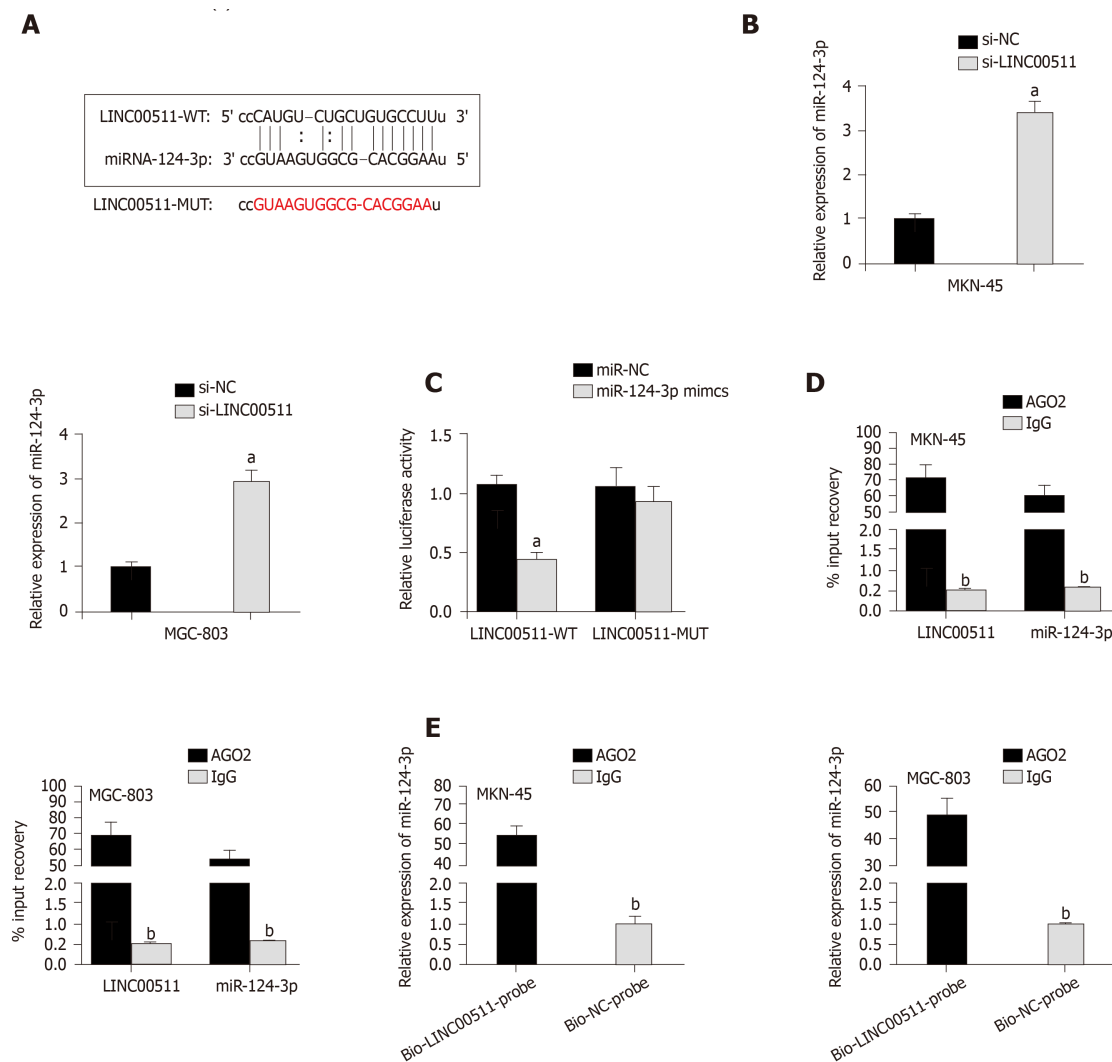 A
LINC00511-WT: 5' ccCAUGU–CUGCUGUGCCUUu 3'
miRNA-124-3p: 3' ccGUAAGUGGCG–CACGGAAu 5'
LINC00511-MUT: ccGUAAGUGGCG-CACGGAAu
B
si-NC
si-LINC00511
Relative expression of miR-124-3p
4
3
2
1
0
a
MKN-45
si-NC
si-LINC00511
Relative expression of miR-124-3p
4
3
2
1
0
a
MGC-803
C
miR-NC
miR-124-3p mimcs
Relative luciferase activity
1.5
1.0
0.5
0.0
a
LINC00511-WT LINC00511-MUT
D
AGO2
IgG
MKN-45
% input recovery
100
90
80
70
60
50
2.0
1.0
0.2
0.0
b b
LINC00511 miR-124-3p
AGO2
IgG
MGC-803
% input recovery
100
90
80
70
60
50
2.0
1.0
0.2
0.0
b b
LINC00511 miR-124-3p
E
AGO2
IgG
MKN-45
Relative expression of miR-124-3p
80
70
60
50
40
2.0
1.5
1.0
0.5
0.0
b
Bio-LINC00511-probe Bio-NC-probe
AGO2
IgG
MGC-803
Relative expression of miR-124-3p
60
50
40
30
2.0
1.5
1.0
0.5
0.0
b
Bio-LINC00511-probe Bio-NC-probe